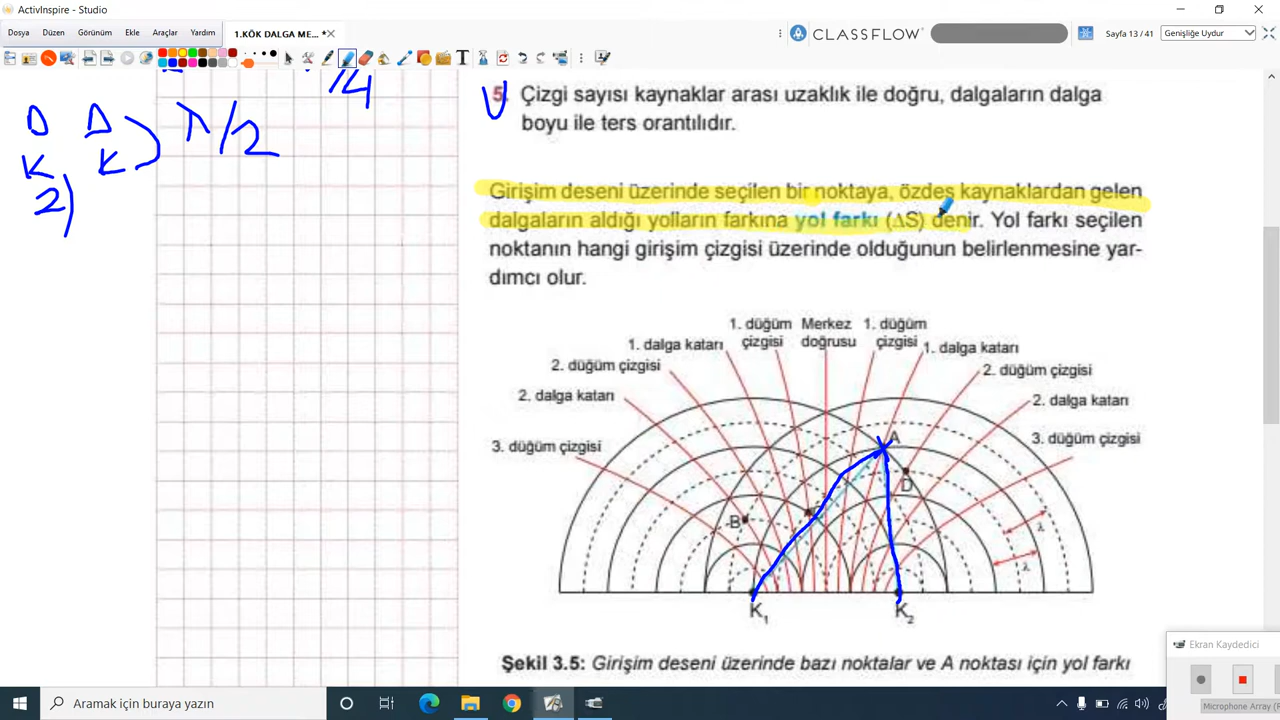 ActivInspire - Studio
Dosya Düzen Görünüm Ekle Araçlar Yardım
1.KÖK DALGA ME... *
CLASSFLOW
Sayfa 13 / 41
Genişliğe Uydur
/4
D D
K K
π/2
2)
5. Çizgi sayısı kaynaklar arası uzaklık ile doğru, dalgaların dalga
boyu ile ters orantılıdır.
Girişim deseni üzerinde seçilen bir noktaya, özdeş kaynaklardan gelen
dalgaların aldığı yolların farkına yol farkı (ΔS) denir. Yol farkı seçilen
noktanın hangi girişim çizgisi üzerinde olduğunun belirlenmesine yar-
dımcı olur.
1. düğüm çizgisi
Merkez doğrusu
1. düğüm çizgisi
1. dalga katarı
1. dalga katarı
2. düğüm çizgisi
2. düğüm çizgisi
2. dalga katarı
2. dalga katarı
3. düğüm çizgisi
3. düğüm çizgisi
A
D
B
C
λ
λ
K₁
K₂
Şekil 3.5: Girişim deseni üzerinde bazı noktalar ve A noktası için yol farkı
Ekran Kaydedici
Microphone Array (R
Aramak için buraya yazın